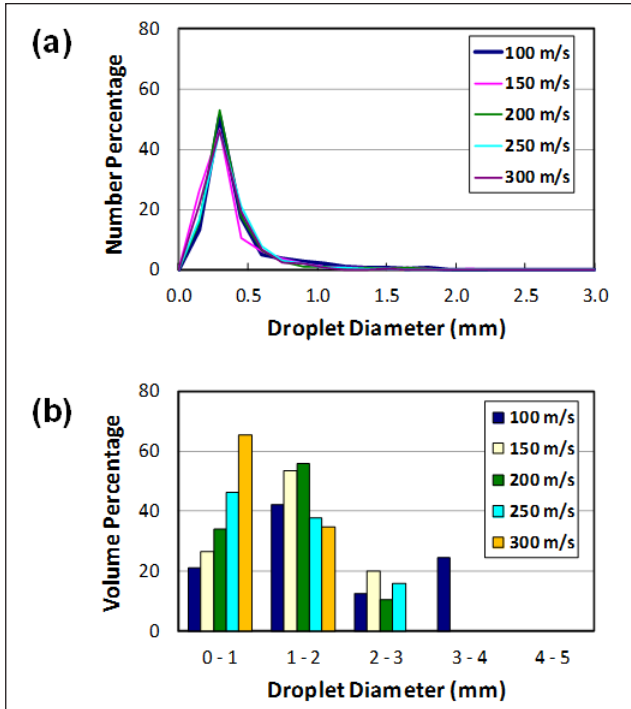 (a)
Number Percentage
80
60
40
20
0
100 m/s
150 m/s
200 m/s
250 m/s
300 m/s
0.0 0.5 1.0 1.5 2.0 2.5 3.0
Droplet Diameter (mm)
(b)
Volume Percentage
80
60
40
20
0
100 m/s
150 m/s
200 m/s
250 m/s
300 m/s
0 - 1 1 - 2 2 - 3 3 - 4 4 - 5
Droplet Diameter (mm)